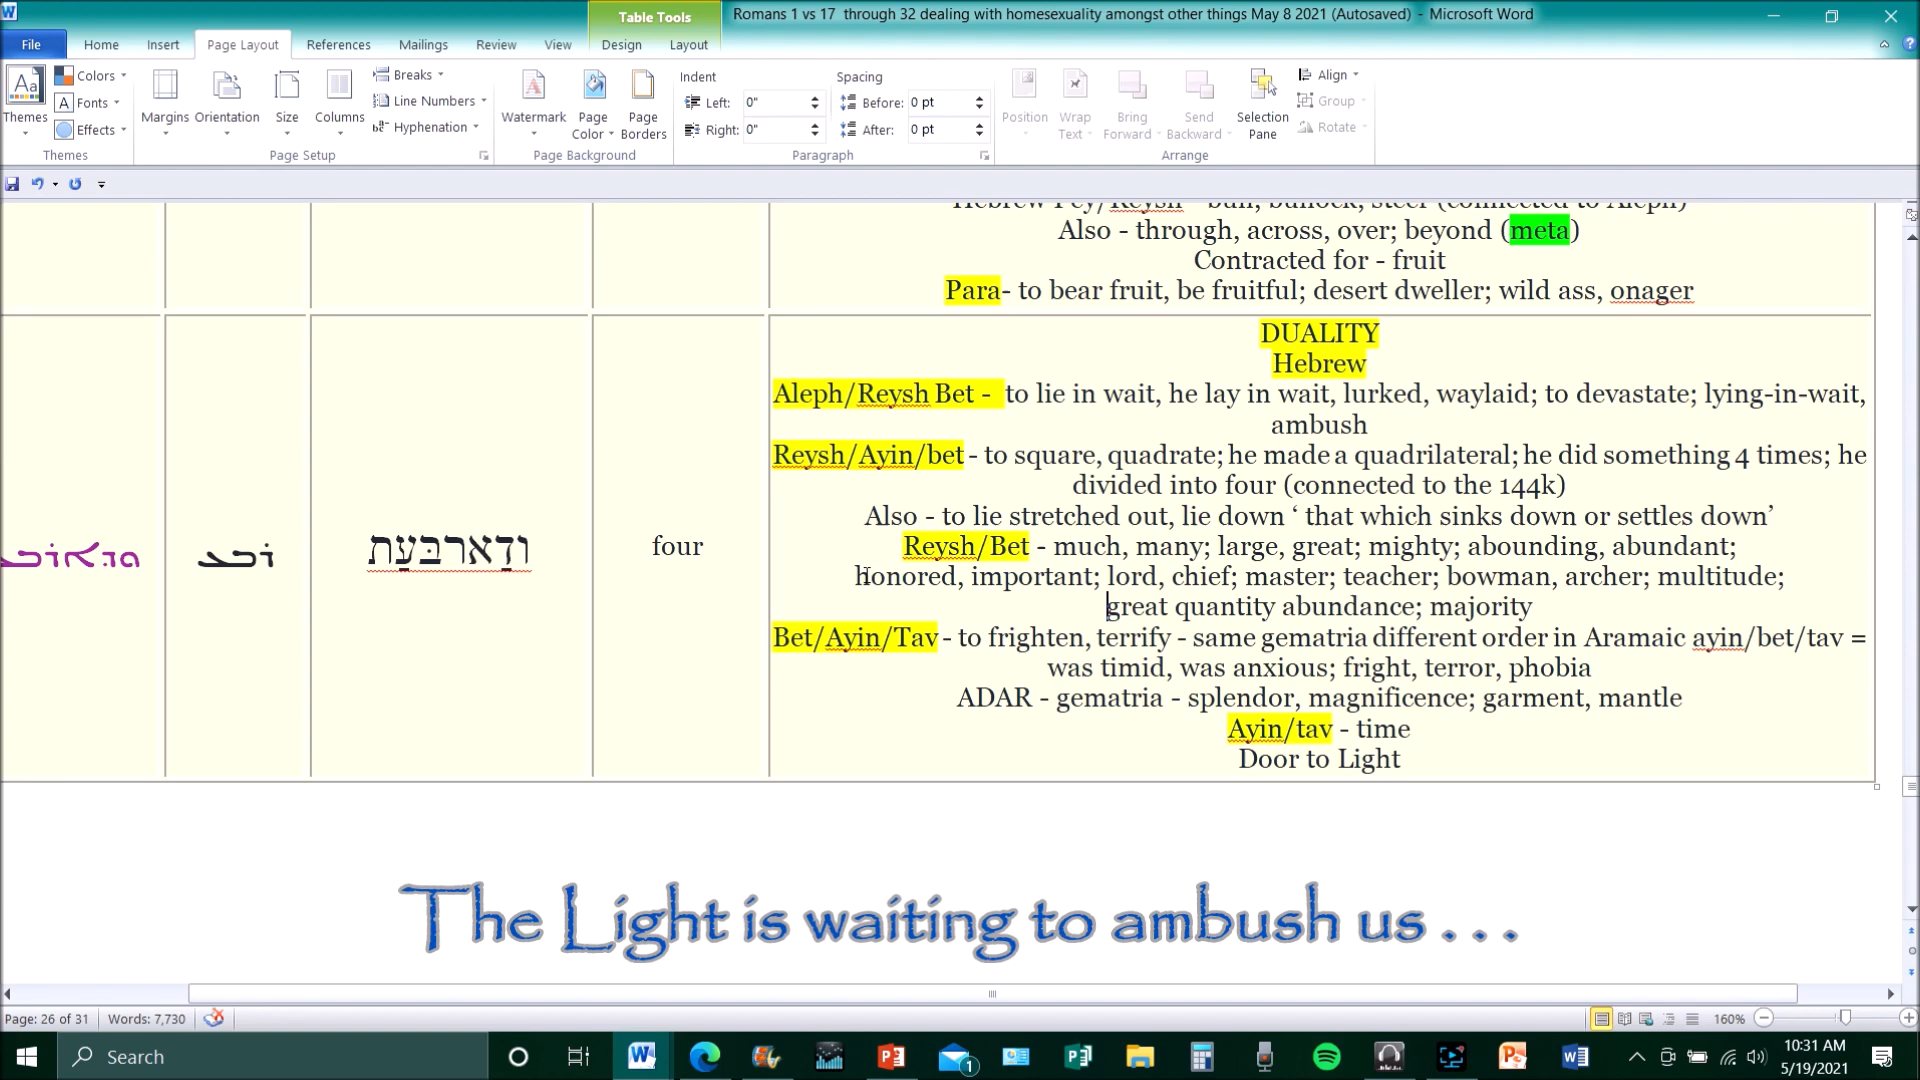 Table Tools
Romans 1 vs 17 through 32 dealing with homesexuality amongst other things May 8 2021 (Autosaved) - Microsoft Word
File Home Insert Page Layout References Mailings Review View Design Layout
Colors Breaks Indent Spacing Align
Fonts Line Numbers Left: 0" Before: 0 pt Group
Themes Margins Orientation Size Columns Watermark Page Color Page Borders Position Wrap Text Bring Forward Send Backward Selection Pane
Effects Hyphenation Right: 0" After: 0 pt Rotate
Themes Page Setup Page Background Paragraph Arrange
Also - through, across, over; beyond (meta)
Contracted for - fruit
Para- to bear fruit, be fruitful; desert dweller; wild ass, onager
DUALITY
Hebrew
Aleph/Reysh Bet - to lie in wait, he lay in wait, lurked, waylaid; to devastate; lying-in-wait,
ambush
Reysh/Ayin/bet - to square, quadrate; he made a quadrilateral; he did something 4 times; he
divided into four (connected to the 144k)
Also - to lie stretched out, lie down ‘ that which sinks down or settles down’
ודַארבּעַת four Reysh/Bet - much, many; large, great; mighty; abounding, abundant;
honored, important; lord, chief; master; teacher; bowman, archer; multitude;
great quantity abundance; majority
Bet/Ayin/Tav - to frighten, terrify - same gematria different order in Aramaic ayin/bet/tav =
was timid, was anxious; fright, terror, phobia
ADAR - gematria - splendor, magnificence; garment, mantle
Ayin/tav - time
Door to Light
The Light is waiting to ambush us . . .
Page: 26 of 31 Words: 7,730 160%
Search 1 10:31 AM
5/19/2021